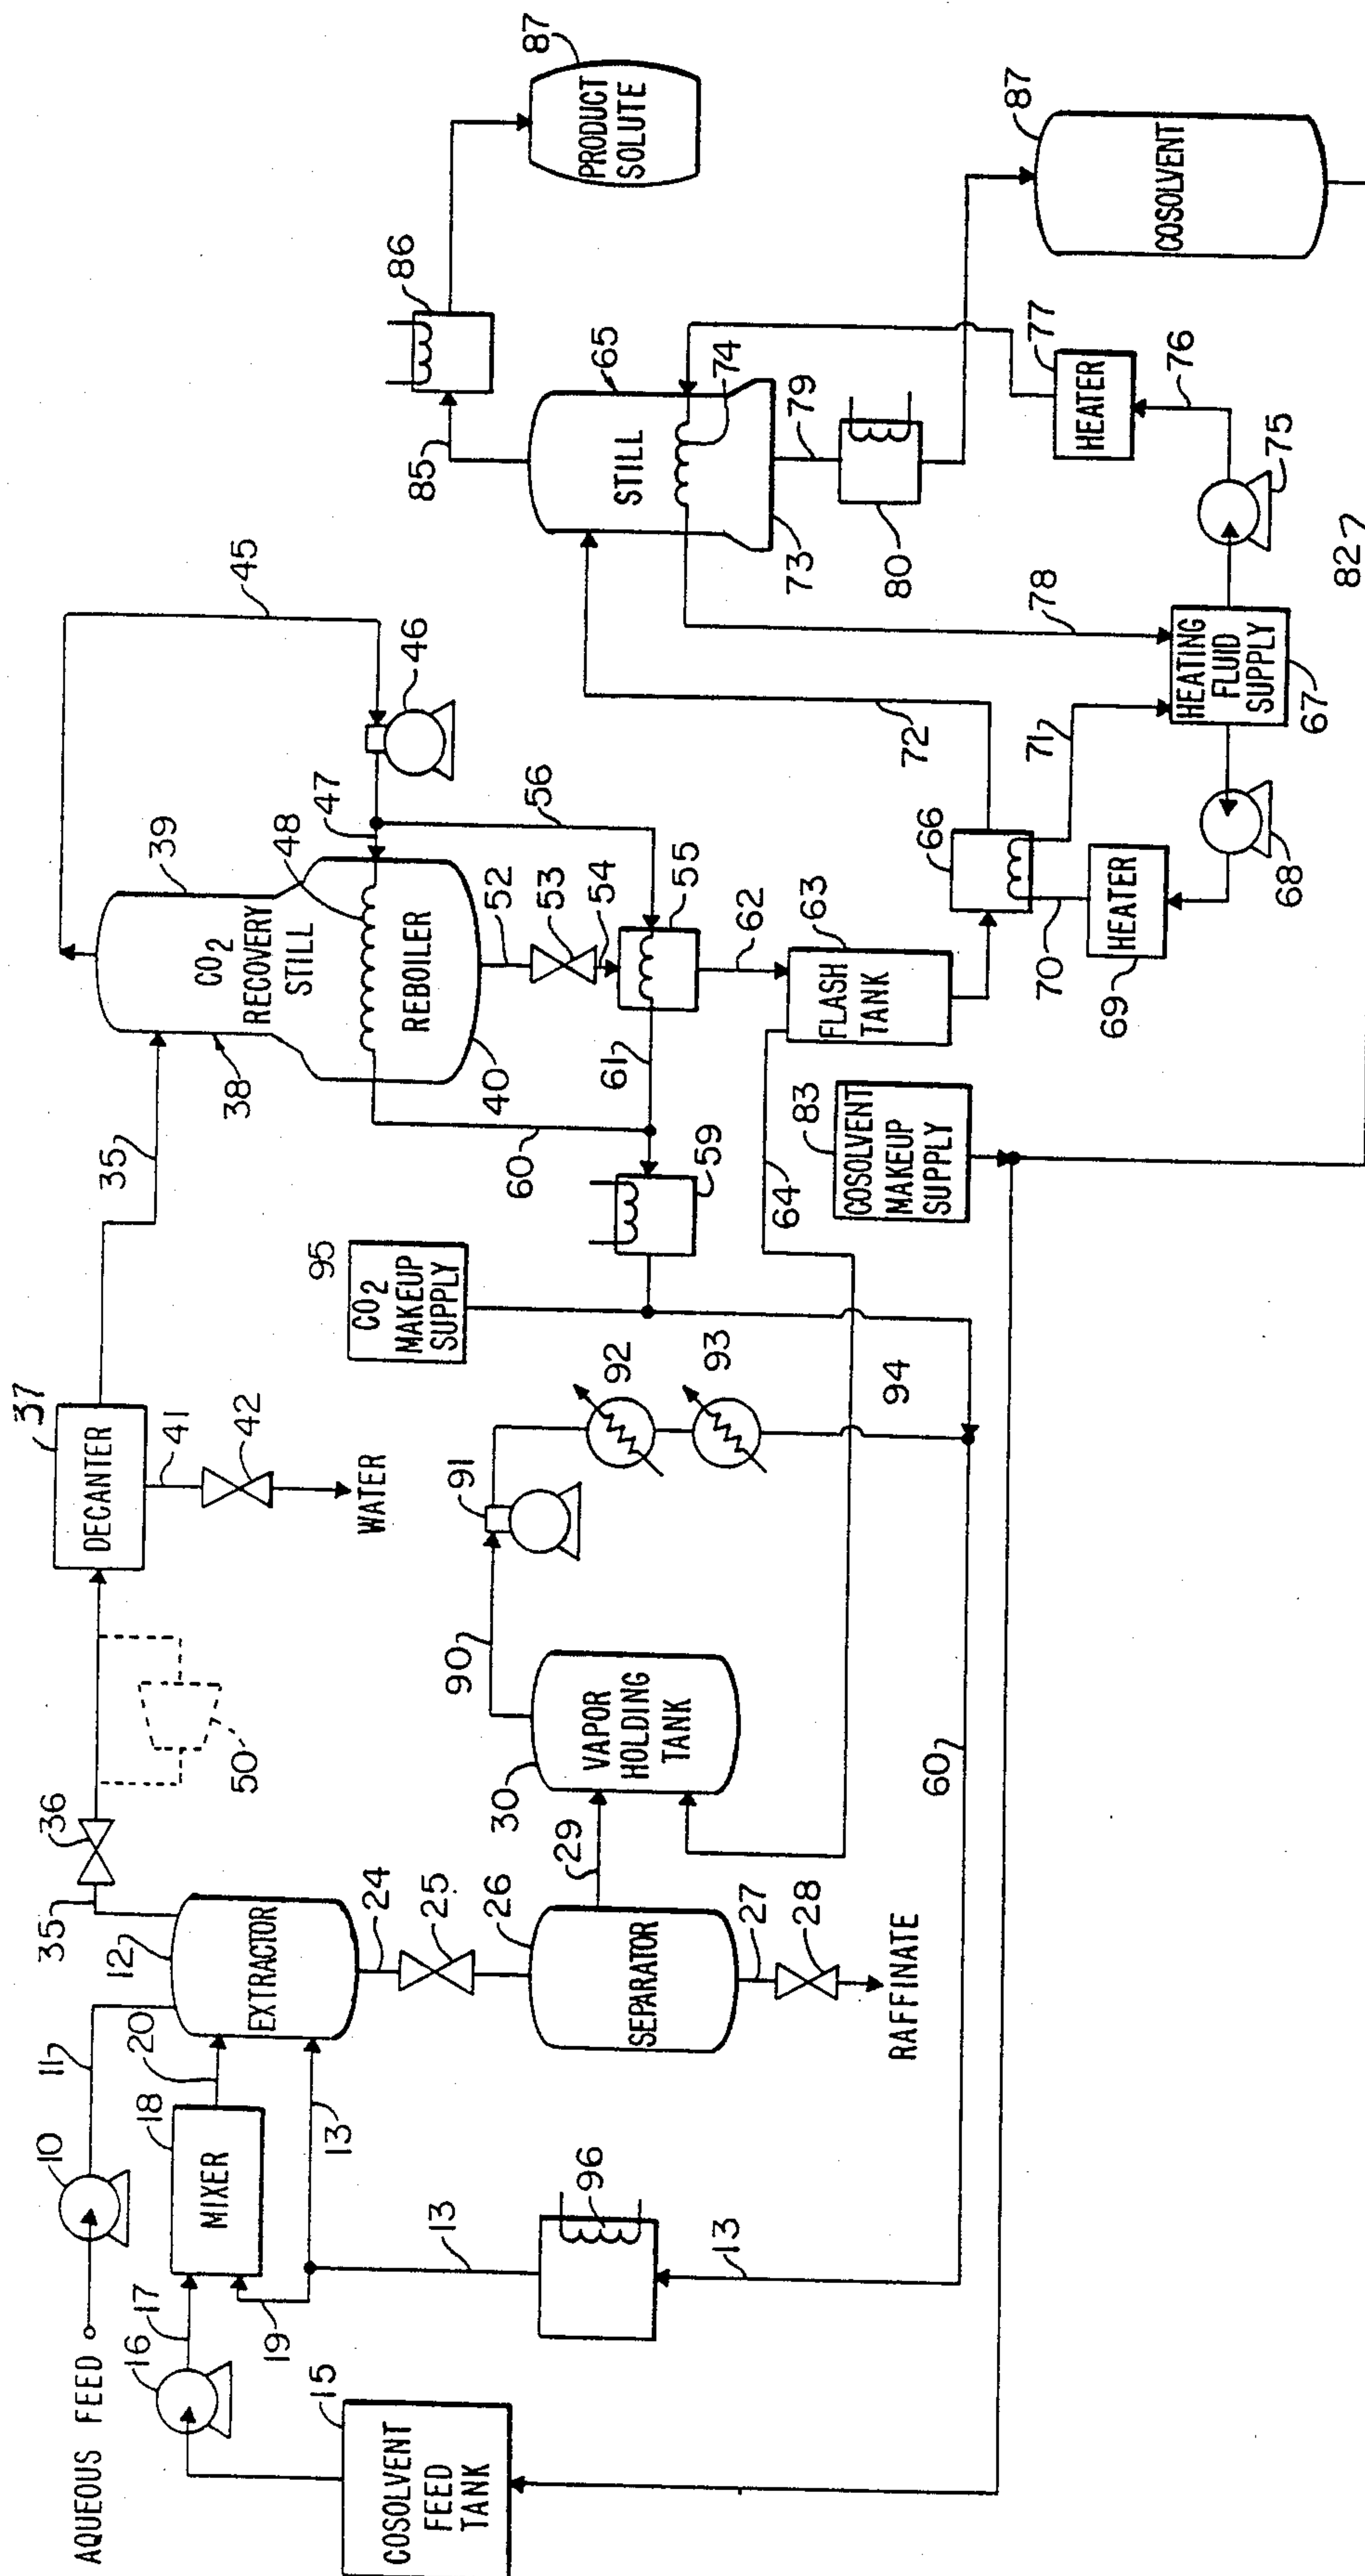 AQUEOUS FEED
10
11
12
35
36
50
37
DECANTER
41
42
WATER
35
38
CO2
RECOVERY
STILL
39
48
47
REBOILER
40
45
46
52
53
54
56
55
61
60
59
62
63
FLASH
TANK
64
16
17
18
MIXER
19
20
EXTRACTOR
13
24
25
26
SEPARATOR
27
28
RAFFINATE
29
30
VAPOR
HOLDING
TANK
90
91
92
93
94
95
CO2
MAKEUP
SUPPLY
15
COSOLVENT
FEED
TANK
13
96
13
60
83
COSOLVENT
MAKEUP
SUPPLY
66
70
69
HEATER
71
72
68
HEATING
FLUID
SUPPLY
67
78
75
76
HEATER
77
65
STILL
74
73
79
80
85
86
87
PRODUCT
SOLUTE
87
COSOLVENT
82